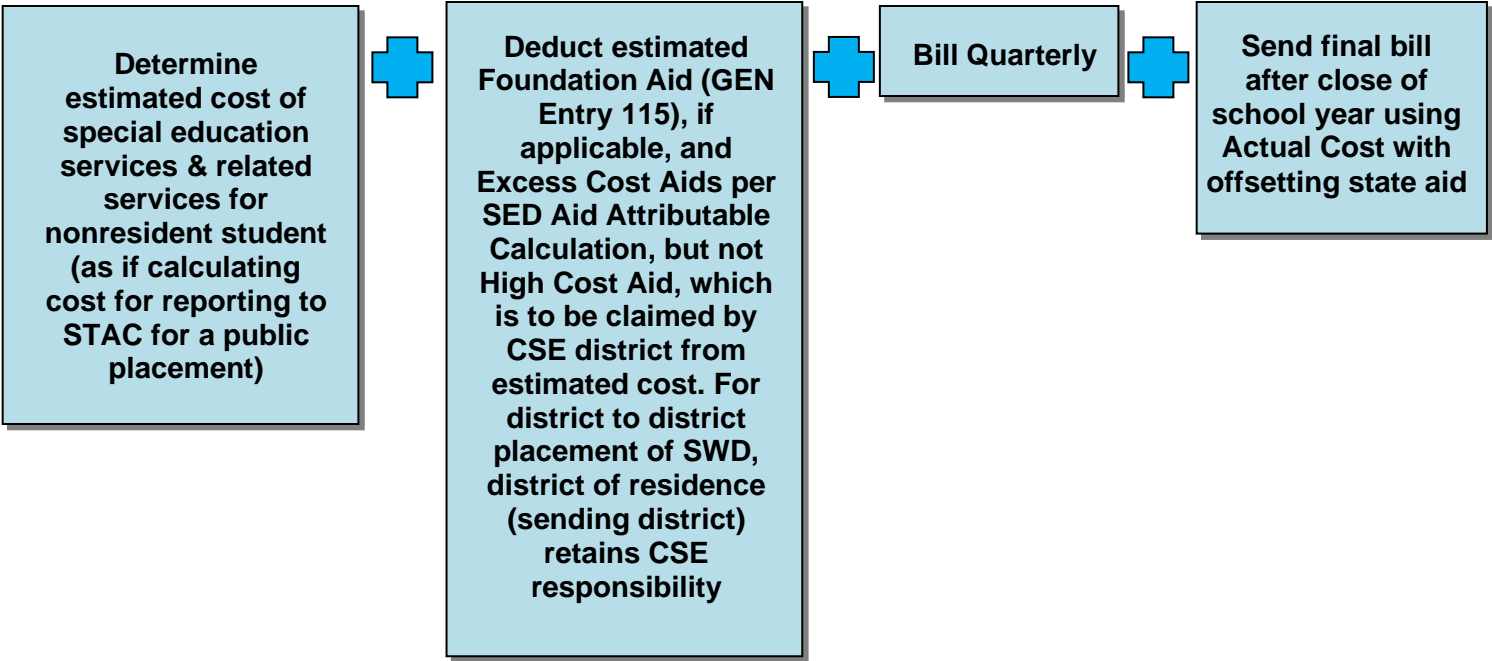 Determine
estimated cost of
special education
services & related
services for
nonresident student
(as if calculating
cost for reporting to
STAC for a public
placement)
Deduct estimated
Foundation Aid (GEN
Entry 115), if
applicable, and
Excess Cost Aids per
SED Aid Attributable
Calculation, but not
High Cost Aid, which
is to be claimed by
CSE district from
estimated cost. For
district to district
placement of SWD,
district of residence
(sending district)
retains CSE
responsibility
Bill Quarterly
Send final bill
after close of
school year using
Actual Cost with
offsetting state aid